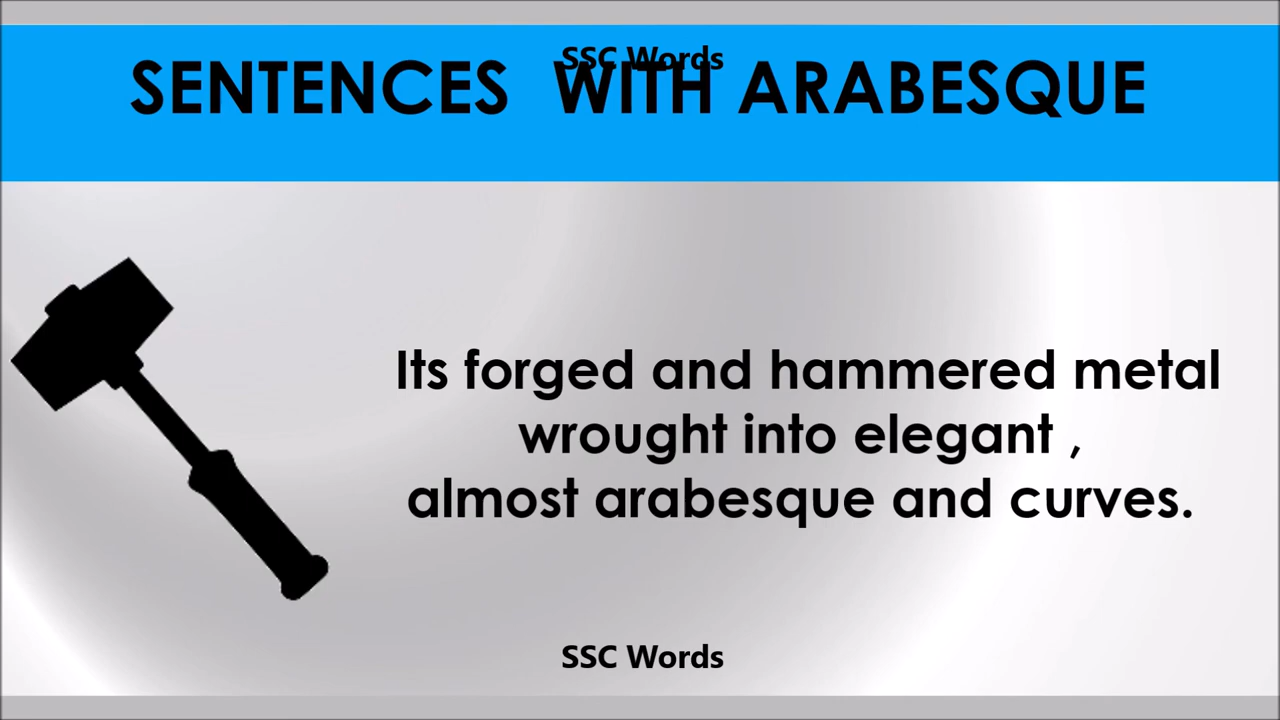 SSC Words
SENTENCES WITH ARABESQUE
Its forged and hammered metal
wrought into elegant ,
almost arabesque and curves.
SSC Words